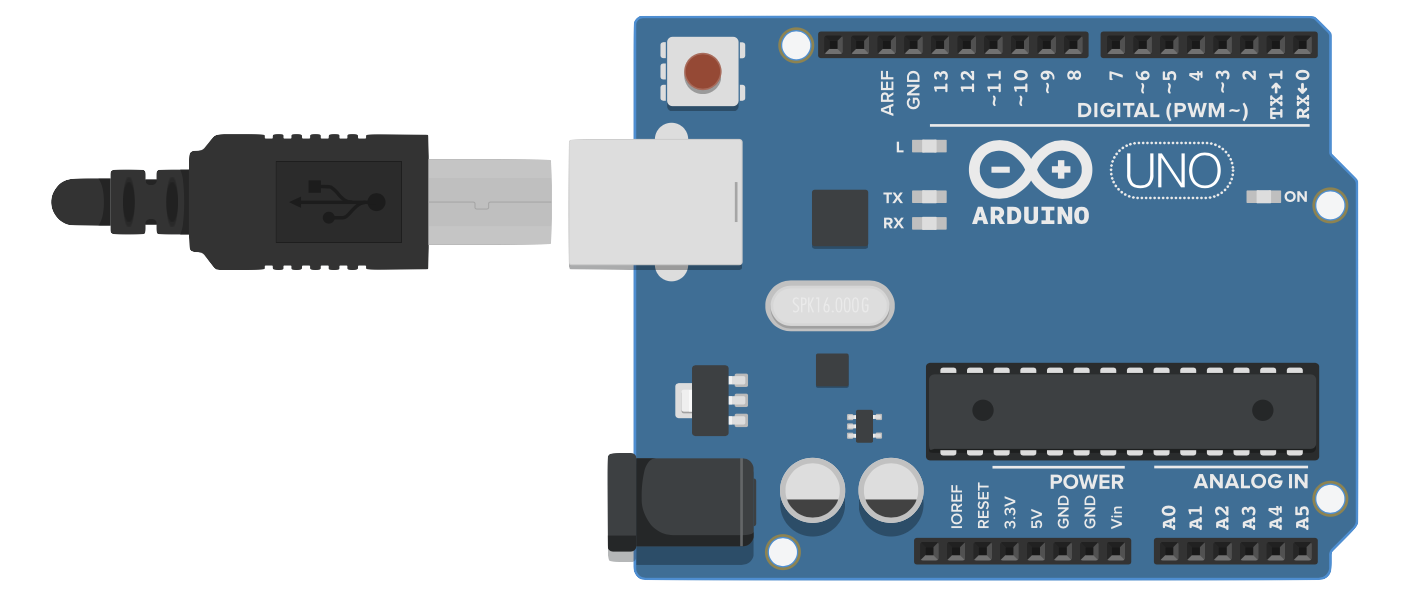 AREF
GND
13
12
~11
~10
~9
8
7
~6
~5
4
~3
2
TX→1
RX←0
DIGITAL (PWM~)
L
TX
RX
UNO
ARDUINO
ON
SPK16.000G
POWER
ANALOG IN
IOREF
RESET
3.3V
5V
GND
GND
Vin
A0
A1
A2
A3
A4
A5